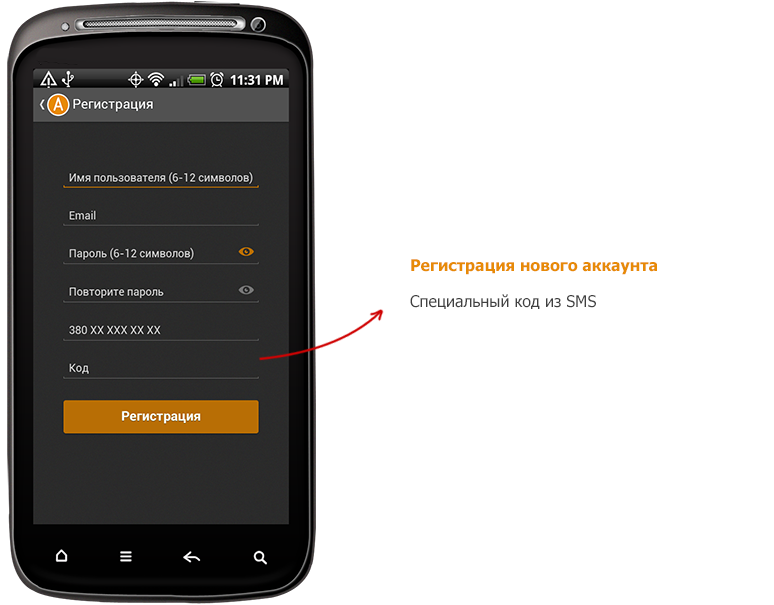 11:31 PM
A Регистрация
Имя пользователя (6-12 символов)
Email
Пароль (6-12 символов)
Повторите пароль
380 XX XXX XX XX
Код
Регистрация
Регистрация нового аккаунта
Специальный код из SMS